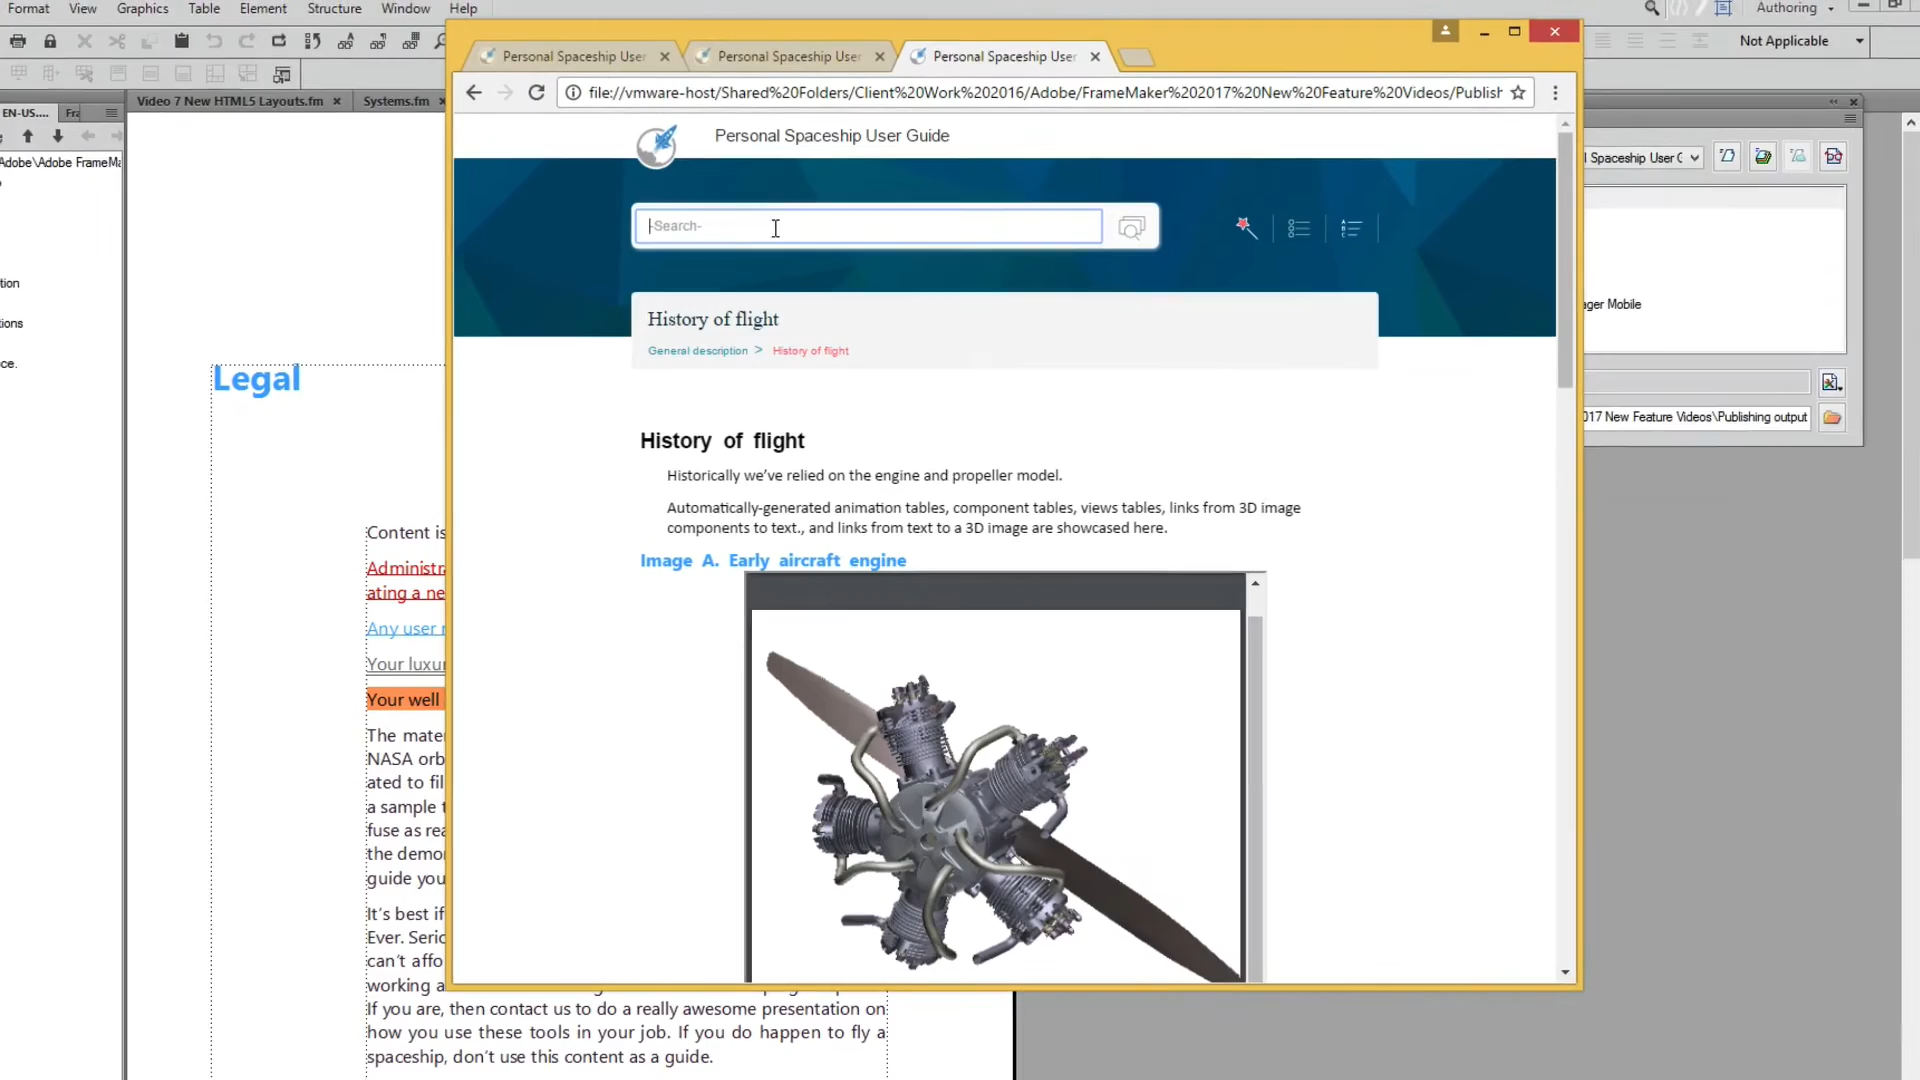 Format View Graphics Table Element Structure Window Help
Authoring
Not Applicable
Video 7 New HTML5 Layouts.fm
Systems.fm
EN-US....
Adobe\Adobe FrameMa
tion
tions
ce.
Legal
Content is
Administra
ating a ne
Any user r
Your luxur
Your well
The mater
NASA orb
ated to fil
a sample t
fuse as rea
the demor
guide you
It's best if
Ever. Seric
can't affo
working a
If you are, then contact us to do a really awesome presentation on
how you use these tools in your job. If you do happen to fly a
spaceship, don't use this content as a guide.
Personal Spaceship User
Personal Spaceship User
Personal Spaceship User
file://vmware-host/Shared%20Folders/Client%20Work%202016/Adobe/FrameMaker%202017%20New%20Feature%20Videos/Publish
Personal Spaceship User Guide
-Search-
History of flight
General description > History of flight
History of flight
Historically we've relied on the engine and propeller model.
Automatically-generated animation tables, component tables, views tables, links from 3D image
components to text., and links from text to a 3D image are showcased here.
Image A. Early aircraft engine
l Spaceship User G
ager Mobile
017 New Feature Videos\Publishing output